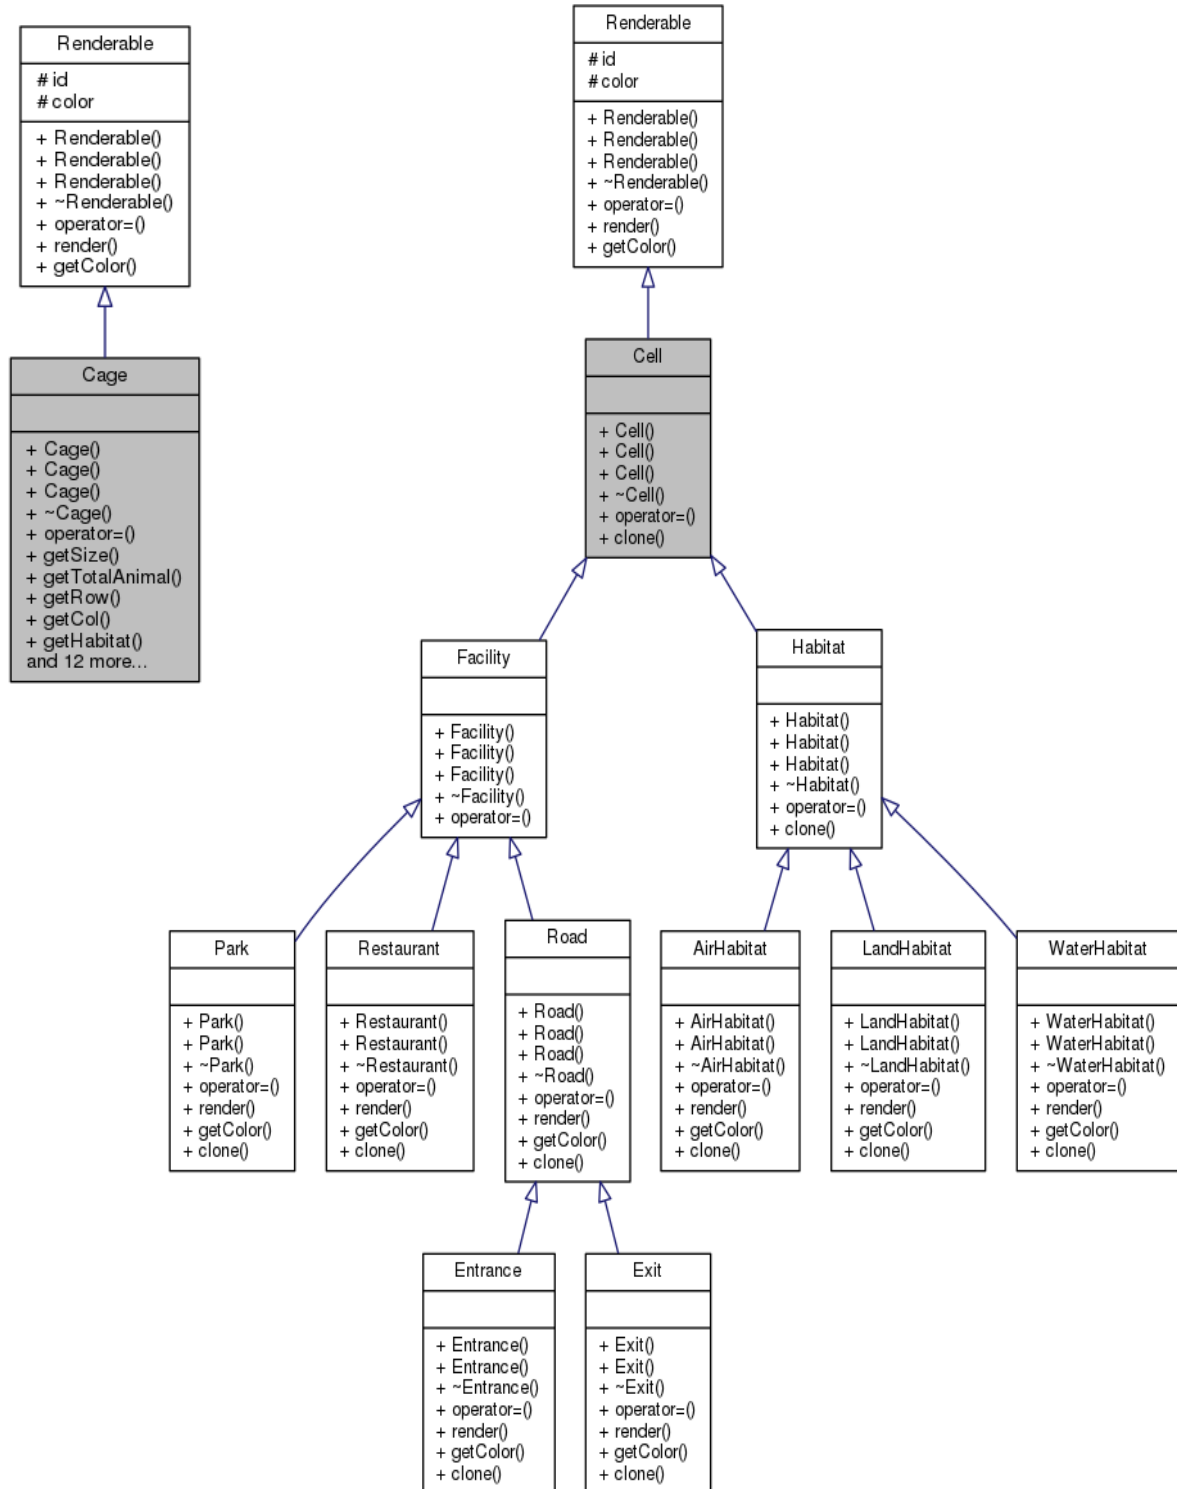 Renderable
# id
# color
+ Renderable()
+ Renderable()
+ Renderable()
+ ~Renderable()
+ operator=()
+ render()
+ getColor()
Cage
+ Cage()
+ Cage()
+ Cage()
+ ~Cage()
+ operator=()
+ getSize()
+ getTotalAnimal()
+ getRow()
+ getCol()
+ getHabitat()
and 12 more...
Renderable
# id
# color
+ Renderable()
+ Renderable()
+ Renderable()
+ ~Renderable()
+ operator=()
+ render()
+ getColor()
Cell
+ Cell()
+ Cell()
+ Cell()
+ ~Cell()
+ operator=()
+ clone()
Facility
+ Facility()
+ Facility()
+ Facility()
+ ~Facility()
+ operator=()
Habitat
+ Habitat()
+ Habitat()
+ Habitat()
+ ~Habitat()
+ operator=()
+ clone()
Park
+ Park()
+ Park()
+ ~Park()
+ operator=()
+ render()
+ getColor()
+ clone()
Restaurant
+ Restaurant()
+ Restaurant()
+ ~Restaurant()
+ operator=()
+ render()
+ getColor()
+ clone()
Road
+ Road()
+ Road()
+ Road()
+ ~Road()
+ operator=()
+ render()
+ getColor()
+ clone()
AirHabitat
+ AirHabitat()
+ AirHabitat()
+ ~AirHabitat()
+ operator=()
+ render()
+ getColor()
+ clone()
LandHabitat
+ LandHabitat()
+ LandHabitat()
+ ~LandHabitat()
+ operator=()
+ render()
+ getColor()
+ clone()
WaterHabitat
+ WaterHabitat()
+ WaterHabitat()
+ ~WaterHabitat()
+ operator=()
+ render()
+ getColor()
+ clone()
Entrance
+ Entrance()
+ Entrance()
+ ~Entrance()
+ operator=()
+ render()
+ getColor()
+ clone()
Exit
+ Exit()
+ Exit()
+ ~Exit()
+ operator=()
+ render()
+ getColor()
+ clone()